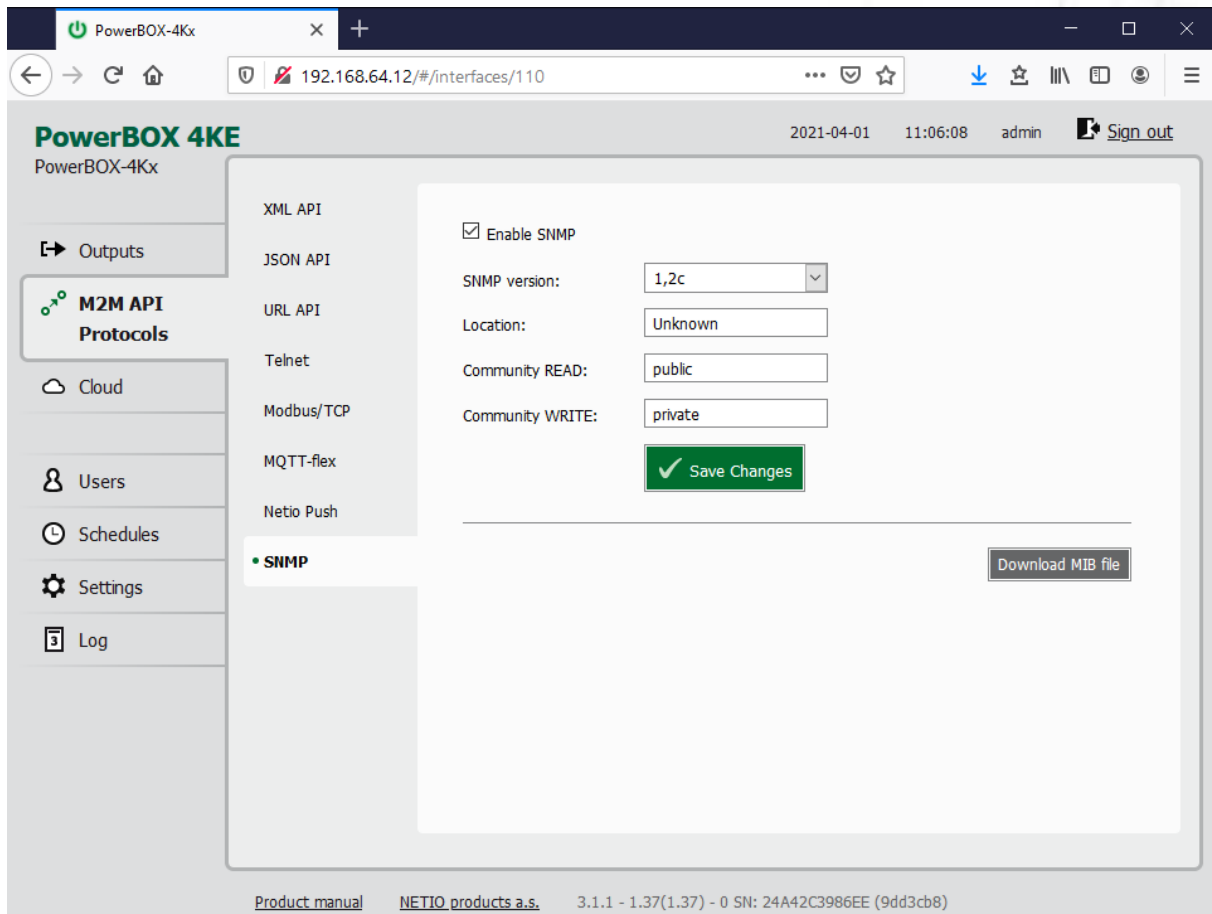 PowerBOX-4Kx
192.168.64.12/#/interfaces/110
PowerBOX 4KE
2021-04-01 11:06:08 admin Sign out
PowerBOX-4Kx
Outputs
M2M API
Protocols
Cloud
Users
Schedules
Settings
3 Log
XML API
JSON API
URL API
Telnet
Modbus/TCP
MQTT-flex
Netio Push
• SNMP
Enable SNMP
SNMP version: 1,2c
Location: Unknown
Community READ: public
Community WRITE: private
Save Changes
Download MIB file
Product manual NETIO products a.s. 3.1.1 - 1.37(1.37) - 0 SN: 24A42C3986EE (9dd3cb8)